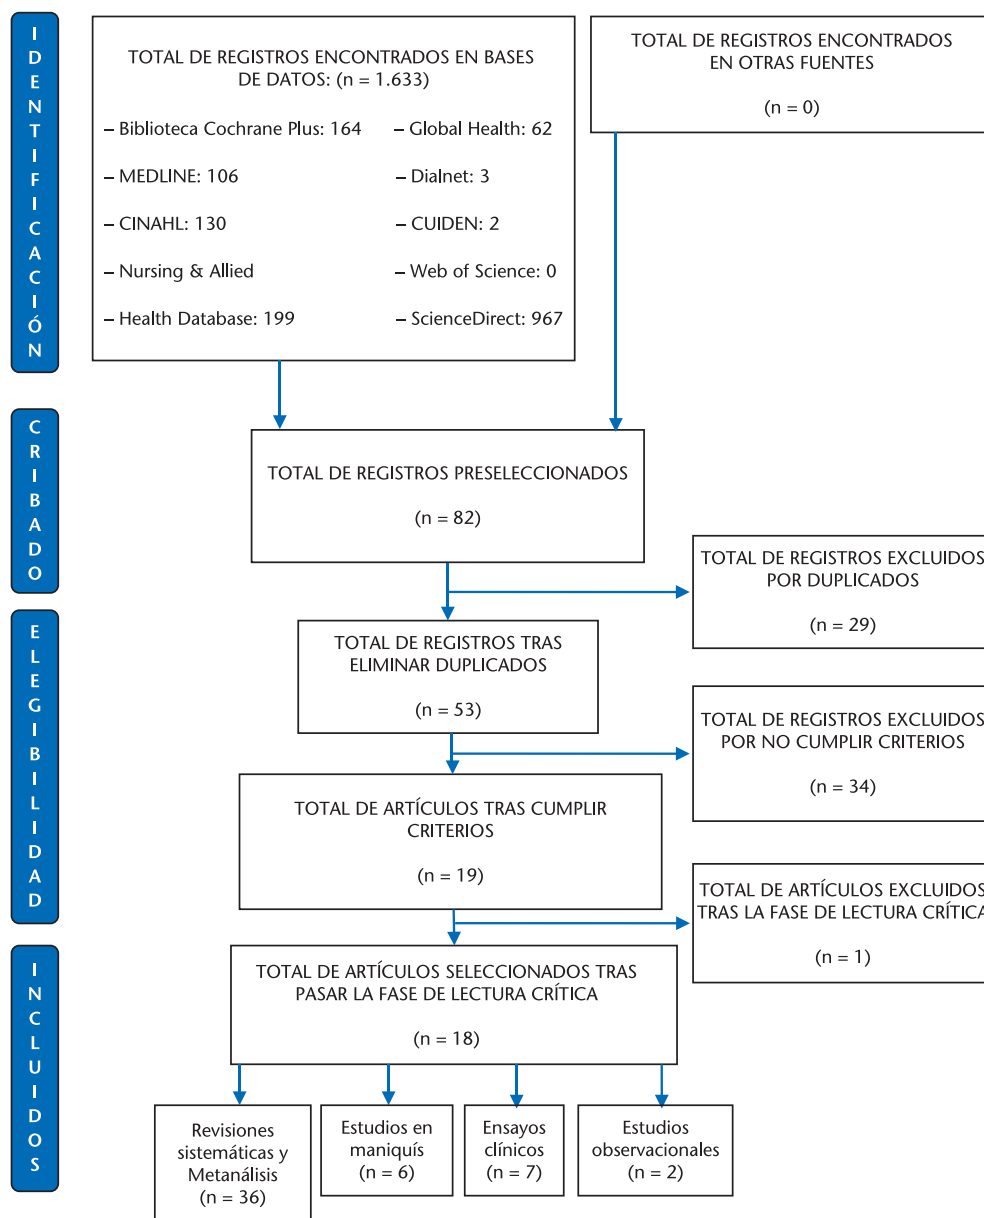 IDENTIFICACIÓN
TOTAL DE REGISTROS ENCONTRADOS EN BASES
DE DATOS: (n = 1.633)
– Biblioteca Cochrane Plus: 164
– MEDLINE: 106
– CINAHL: 130
– Nursing & Allied
– Health Database: 199
– Global Health: 62
– Dialnet: 3
– CUIDEN: 2
– Web of Science: 0
– ScienceDirect: 967
TOTAL DE REGISTROS ENCONTRADOS
EN OTRAS FUENTES
(n = 0)
CRIBADO
TOTAL DE REGISTROS PRESELECCIONADOS
(n = 82)
TOTAL DE REGISTROS EXCLUIDOS
POR DUPLICADOS
(n = 29)
ELEGIBILIDAD
TOTAL DE REGISTROS TRAS
ELIMINAR DUPLICADOS
(n = 53)
TOTAL DE REGISTROS EXCLUIDOS
POR NO CUMPLIR CRITERIOS
(n = 34)
TOTAL DE ARTÍCULOS TRAS CUMPLIR
CRITERIOS
(n = 19)
TOTAL DE ARTÍCULOS EXCLUIDOS
TRAS LA FASE DE LECTURA CRÍTICA
(n = 1)
INCLUIDOS
TOTAL DE ARTÍCULOS SELECCIONADOS TRAS
PASAR LA FASE DE LECTURA CRÍTICA
(n = 18)
Revisiones
sistemáticas y
Metanálisis
(n = 36)
Estudios en
maniquís
(n = 6)
Ensayos
clínicos
(n = 7)
Estudios
observacionales
(n = 2)